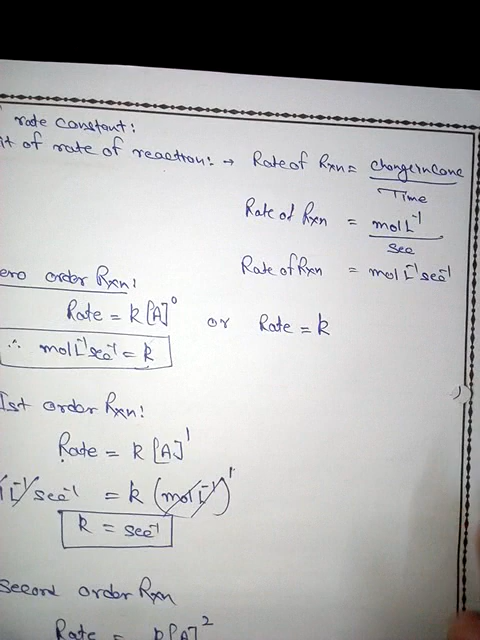 rate constant:
it of rate of reaction: → Rate of Rxn = change in conc
Time
Rate of Rxn = mol L⁻¹
sec
Rate of Rxn = mol L⁻¹ sec⁻¹
ero order Rxn:
Rate = k [A]⁰ or Rate = k
∴ mol L⁻¹ sec⁻¹ = k
Ist order Rxn:
Rate = k [A]¹
L⁻¹ sec⁻¹ = k (mol L⁻¹)¹
k = sec⁻¹
second order Rxn
Rate = k [A]²